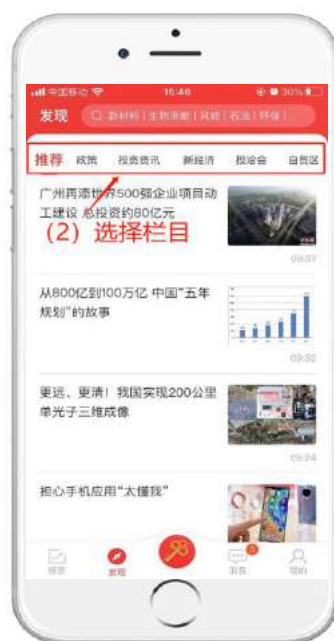 中国移动
16:46
30%
发现
新材料|生物质能|风能|石油|环保|...
推荐 政策 投资资讯 新经济 投洽会 自贸区
广州再添世界500强企业项目动
工建设 总投资约80亿元
09:37
(2) 选择栏目
从800亿到100万亿 中国“五年
规划”的故事
09:32
更远、更清！我国实现200公里
单光子三维成像
09:24
担心手机应用“太懂我”
发现
消息
我的